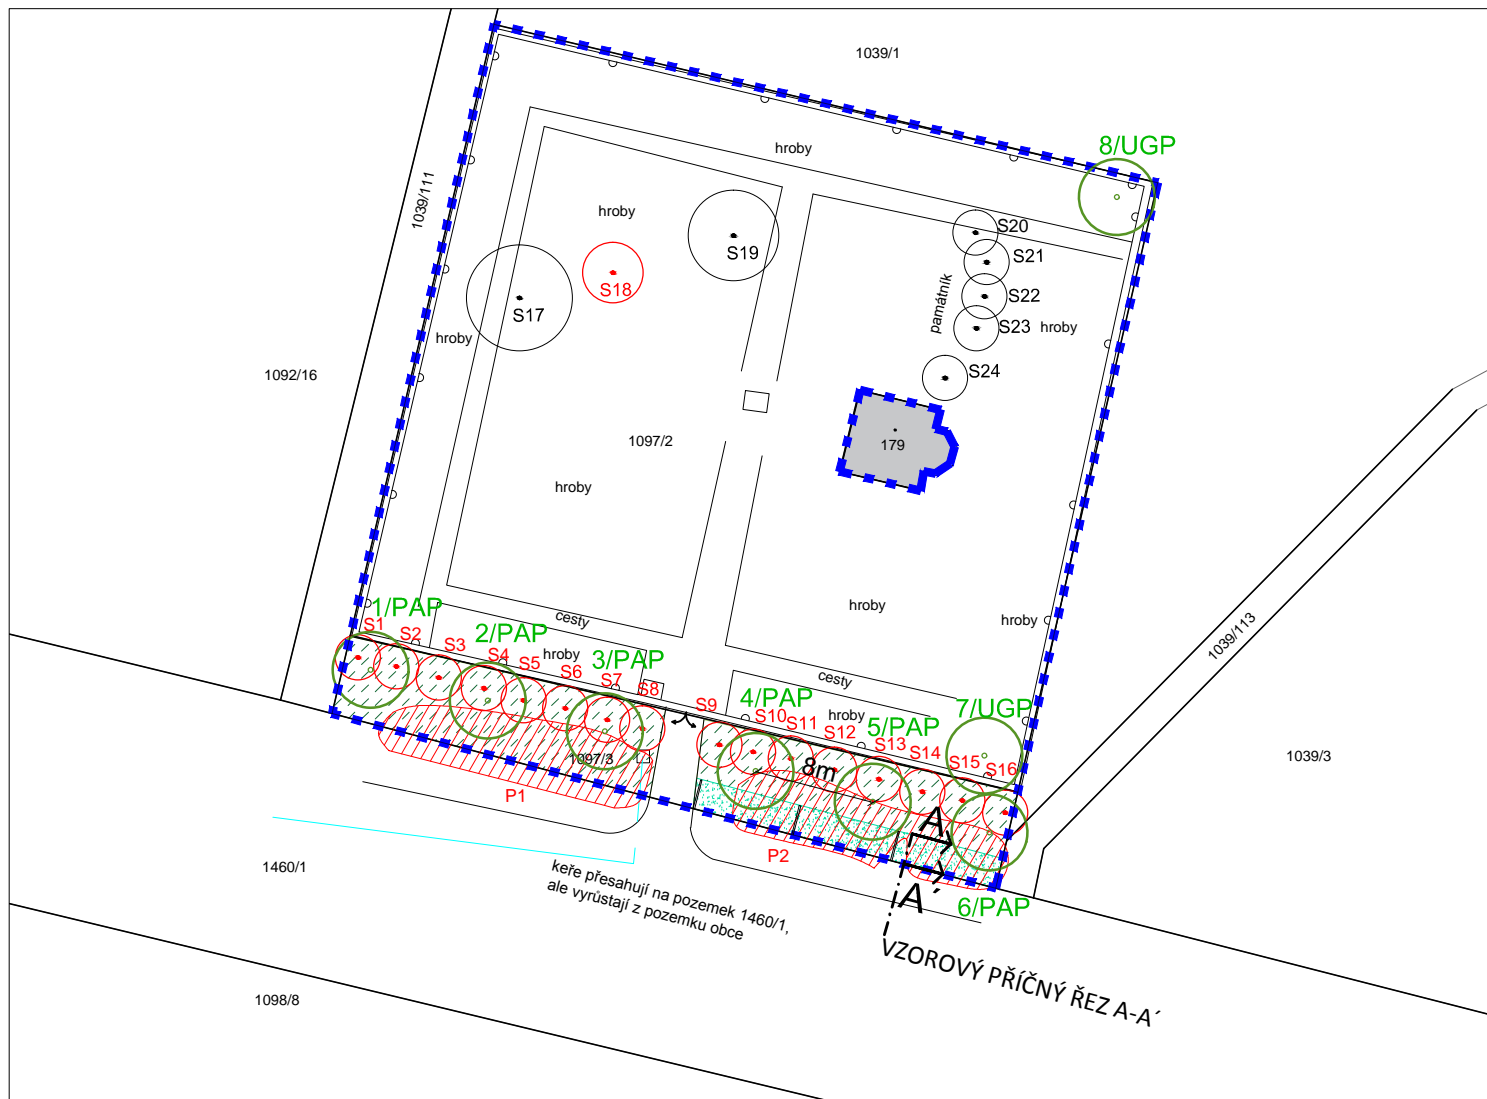 1039/1
8/UGP
hroby
1039/111
hroby
S20
S19
S21
S18
S17
památník
S22
S23
hroby
hroby
S24
1092/16
1097/2
179
hroby
hroby
hroby
1039/113
1/PAP
cesty
S1
S2
2/PAP
S3
hroby
S4
S5
3/PAP
S6
S7
S8
cesty
4/PAP
S9
hroby
7/UGP
S10
S11
5/PAP
S12
S13
S14
S15
S16
8m
1097/3
1039/3
P1
A
P2
A´
6/PAP
1460/1
keře přesahují na pozemek 1460/1,
ale vyrůstají z pozemku obce
VZOROVÝ PŘÍČNÝ ŘEZ A-A´
1098/8